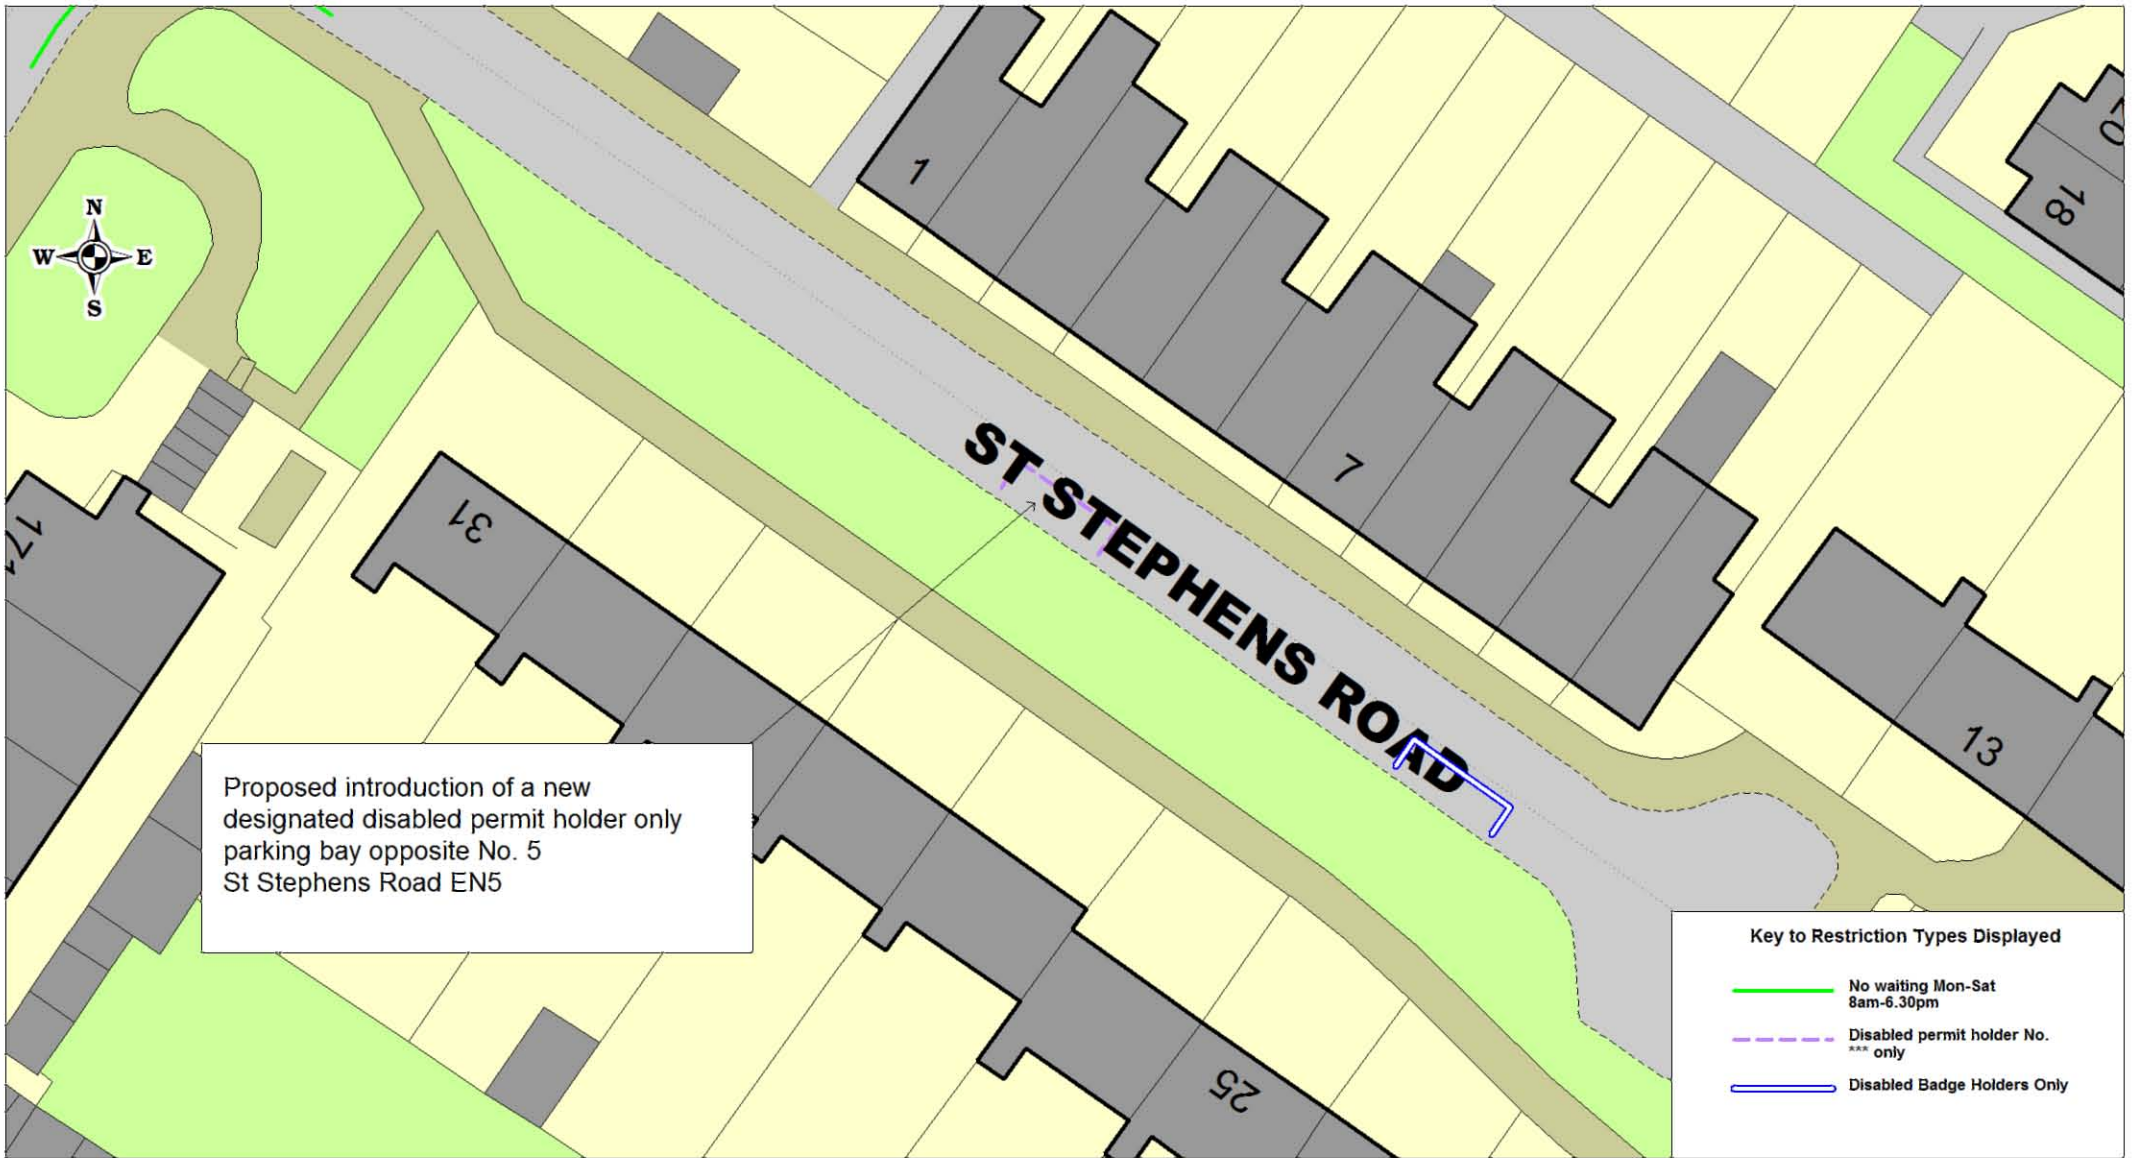 1
20
18
N
W E
S
ST STEPHENS ROAD
7
31
171
13
Proposed introduction of a new
designated disabled permit holder only
parking bay opposite No. 5
St Stephens Road EN5
25
Key to Restriction Types Displayed
No waiting Mon-Sat
8am-6.30pm
Disabled permit holder No.
*** only
Disabled Badge Holders Only